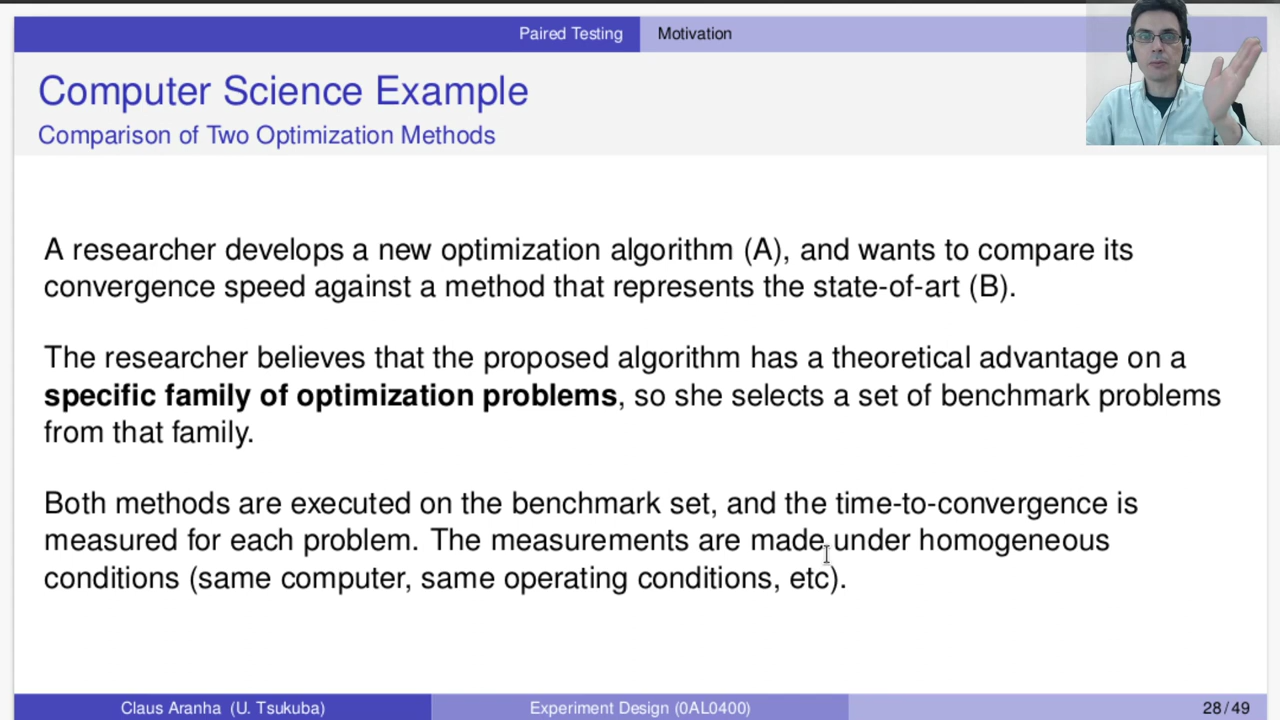 Paired Testing Motivation
Computer Science Example
Comparison of Two Optimization Methods
A researcher develops a new optimization algorithm (A), and wants to compare its
convergence speed against a method that represents the state-of-art (B).
The researcher believes that the proposed algorithm has a theoretical advantage on a
specific family of optimization problems, so she selects a set of benchmark problems
from that family.
Both methods are executed on the benchmark set, and the time-to-convergence is
measured for each problem. The measurements are made under homogeneous
conditions (same computer, same operating conditions, etc).
Claus Aranha (U. Tsukuba) Experiment Design (0AL0400) 28/49